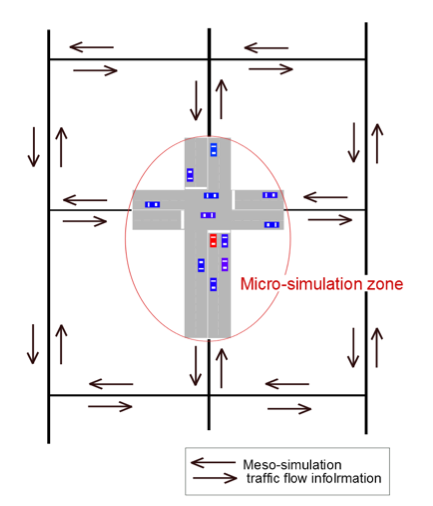 Micro-simulation zone
Meso-simulation
traffic flow infolrmation